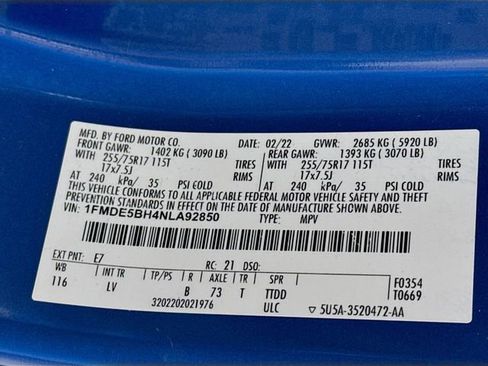 MFD. BY FORD MOTOR CO. 02/22 GVWR: 2685 KG ( 5920 LB)
FRONT GAWR: 1402 KG ( 3090 LB) REAR GAWR: 1393 KG ( 3070 LB)
WITH 255/75R17 115T TIRES WITH 255/75R17 115T TIRES
17x7.5J RIMS 17x7.5J RIMS
AT 240 kPa/ 35 PSI COLD AT 240 kPa/ 35 PSI COLD
THIS VEHICLE CONFORMS TO ALL APPLICABLE FEDERAL MOTOR VEHICLE SAFETY AND THEFT
PREVENTION STANDARDS IN EFFECT ON THE DATE OF MANUFACTURE SHOWN ABOVE.
VIN: 1FMDE5BH4NLA92850 TYPE: MPV
EXT PNT: E7 RC: 21 DSO:
WB INT TR TP/PS R AXLE TR SPR F0354
116 LV B 73 T TTDD T0669
3202202021976 ULC 5U5A-3520472-AA